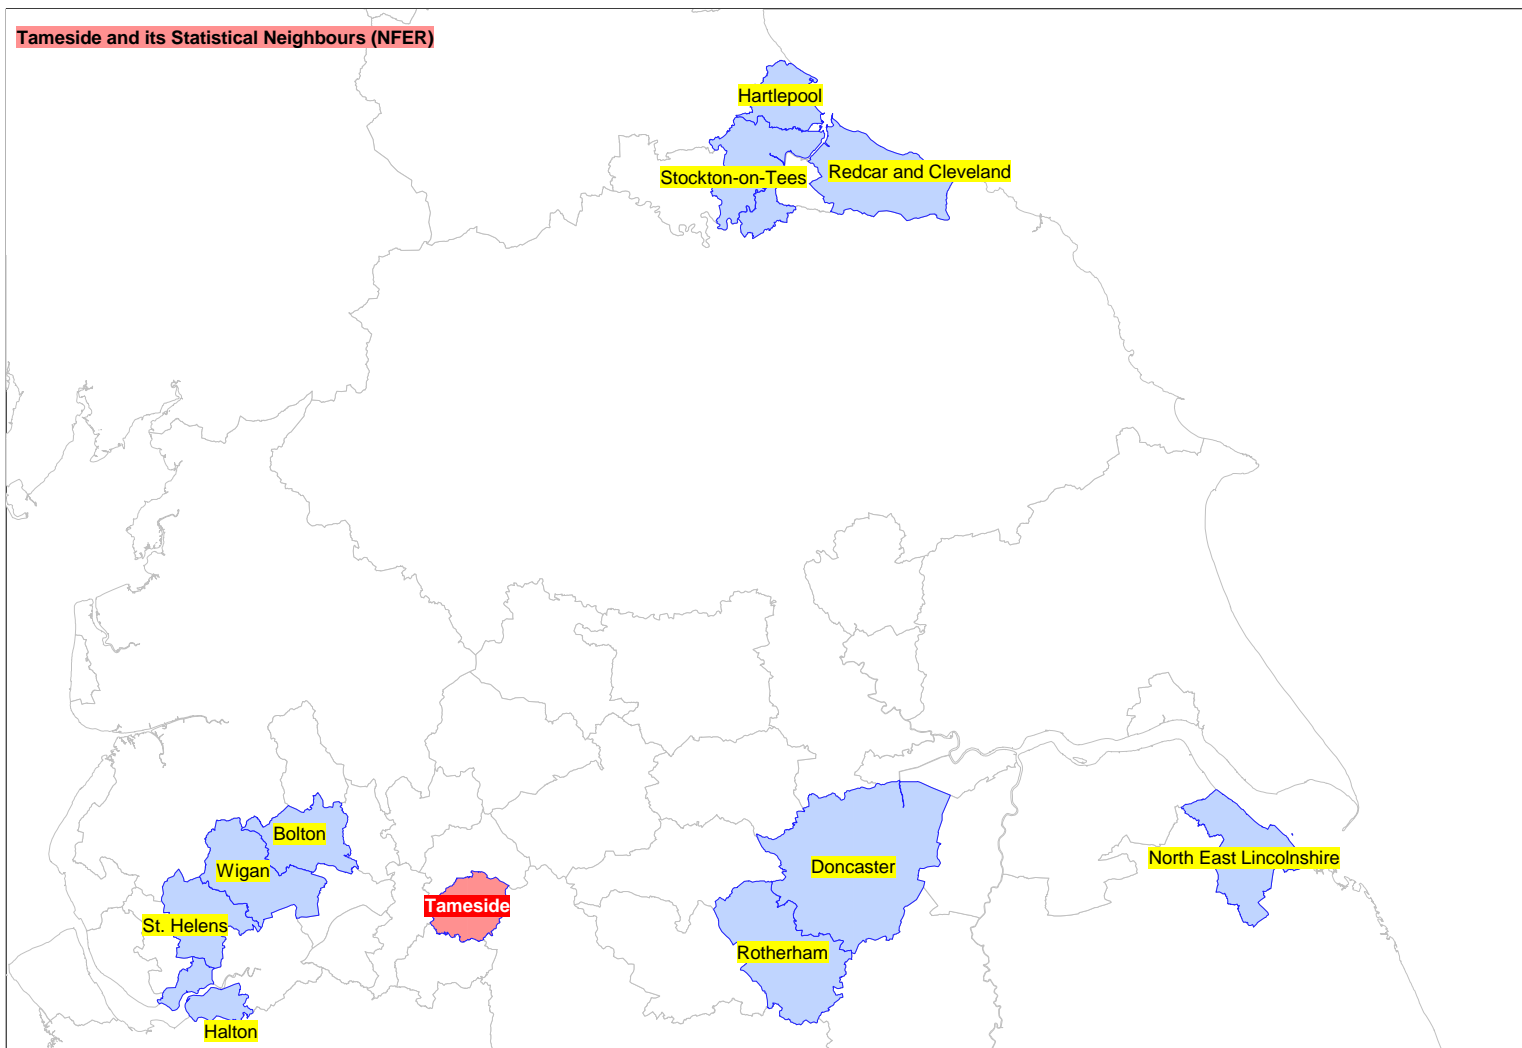 Tameside and its Statistical Neighbours (NFER)
Hartlepool
Stockton-on-Tees
Redcar and Cleveland
Bolton
Wigan
St. Helens
Halton
Tameside
Doncaster
Rotherham
North East Lincolnshire